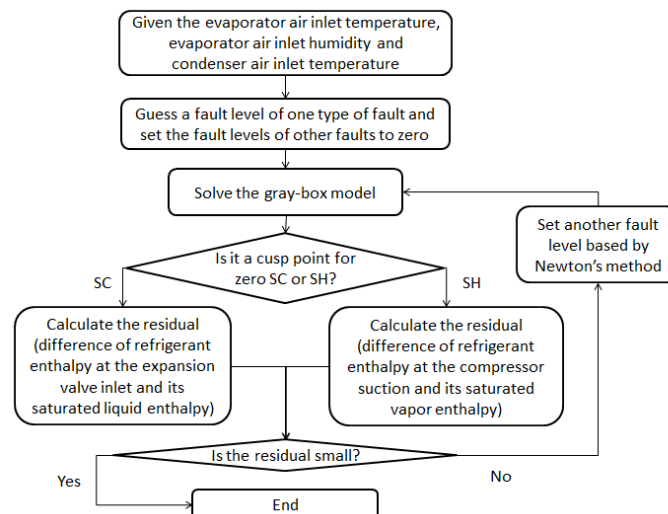 Given the evaporator air inlet temperature,
evaporator air inlet humidity and
condenser air inlet temperature
Guess a fault level of one type of fault and
set the fault levels of other faults to zero
Solve the gray-box model
Set another fault
level based by
Newton's method
Is it a cusp point for
zero SC or SH?
SC
SH
Calculate the residual
(difference of refrigerant
enthalpy at the expansion
valve inlet and its
saturated liquid enthalpy)
Calculate the residual
(difference of refrigerant
enthalpy at the compressor
suction and its saturated
vapor enthalpy)
Is the residual small?
Yes
No
End